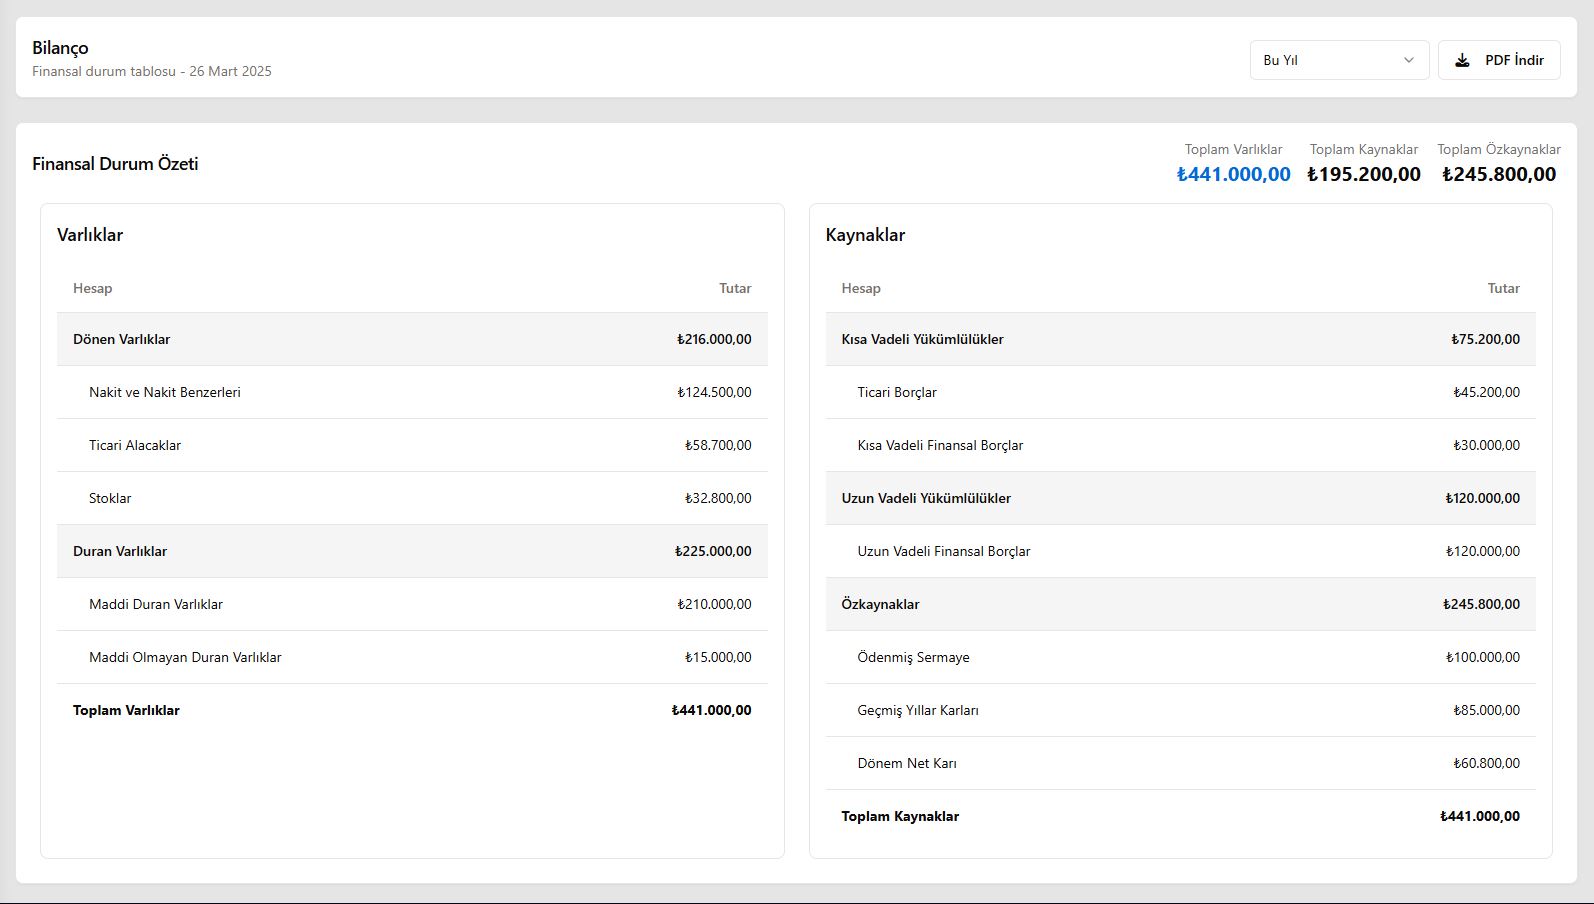 Bilanço
Finansal durum tablosu - 26 Mart 2025
Bu Yıl
PDF İndir
Finansal Durum Özeti
Toplam Varlıklar
₺441.000,00
Toplam Kaynaklar
₺195.200,00
Toplam Özkaynaklar
₺245.800,00
Varlıklar
Hesap Tutar
Dönen Varlıklar ₺216.000,00
Nakit ve Nakit Benzerleri ₺124.500,00
Ticari Alacaklar ₺58.700,00
Stoklar ₺32.800,00
Duran Varlıklar ₺225.000,00
Maddi Duran Varlıklar ₺210.000,00
Maddi Olmayan Duran Varlıklar ₺15.000,00
Toplam Varlıklar ₺441.000,00
Kaynaklar
Hesap Tutar
Kısa Vadeli Yükümlülükler ₺75.200,00
Ticari Borçlar ₺45.200,00
Kısa Vadeli Finansal Borçlar ₺30.000,00
Uzun Vadeli Yükümlülükler ₺120.000,00
Uzun Vadeli Finansal Borçlar ₺120.000,00
Özkaynaklar ₺245.800,00
Ödenmiş Sermaye ₺100.000,00
Geçmiş Yıllar Karları ₺85.000,00
Dönem Net Karı ₺60.800,00
Toplam Kaynaklar ₺441.000,00